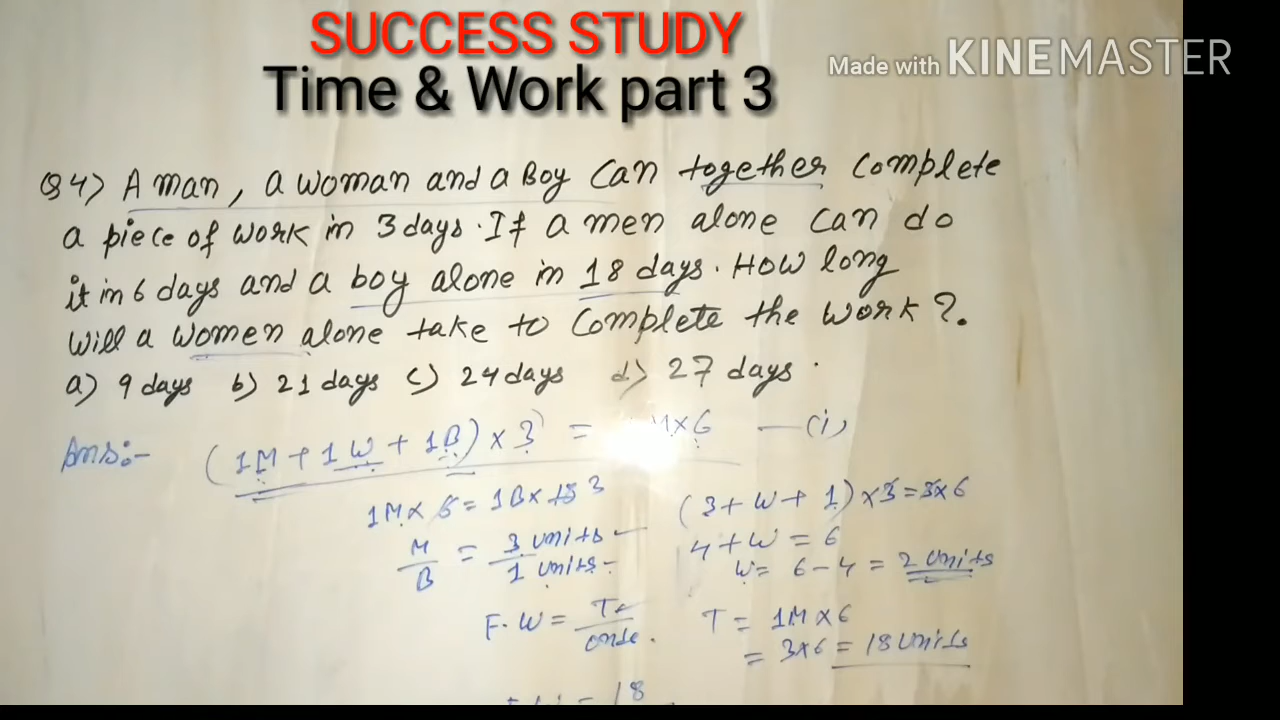 SUCCESS STUDY
Made with KINEMASTER
Time & Work part 3
Q4) A man, a woman and a Boy can together complete
a piece of work in 3 days. If a men alone can do
it in 6 days and a boy alone in 18 days. How long
will a women alone take to complete the work?.
a) 9 days b) 21 days c) 24 days d) 27 days.
Ans:- (1M + 1W + 1B) × 3 = M×6 — (i)
1M × 6 = 1B × 18 3
(3 + W + 1) × 3 = 3×6
M/B = 3 units/1 units
4 + W = 6
W = 6 - 4 = 2 units
F.W =
T = 1M × 6
= 3×6 = 18 units
= 18